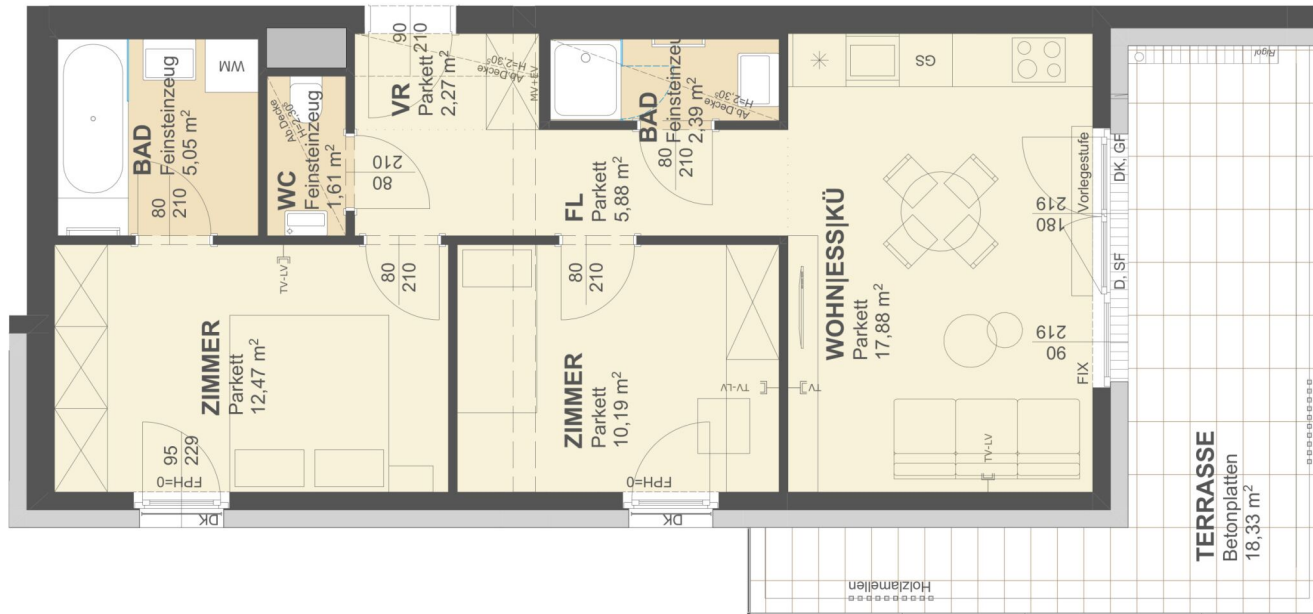 BAD
Feinsteinzeug
5,05 m²
WM
80
210
WC
Feinsteinzeug
1,61 m²
Ab.Decke
H=2,30⁵
80
210
VR
Parkett
2,27 m²
90
210
Ab.Decke
H=2,30⁵
MV+EV
BAD
Feinsteinzeug
2,39 m²
Ab.Decke
H=2,30⁵
80
210
FL
Parkett
5,88 m²
GS
WOHN|ESS|KÜ
Parkett
17,88 m²
Vorlegestufe
180
219
DK, GF
D, SF
90
219
FIX
TV
TV-LV
TV-LV
ZIMMER
Parkett
12,47 m²
TV-LV
80
210
95
229
FPH=0
DK
ZIMMER
Parkett
10,19 m²
80
210
FPH=0
DK
TERRASSE
Betonplatten
18,33 m²
Rigol
Holzlamellen